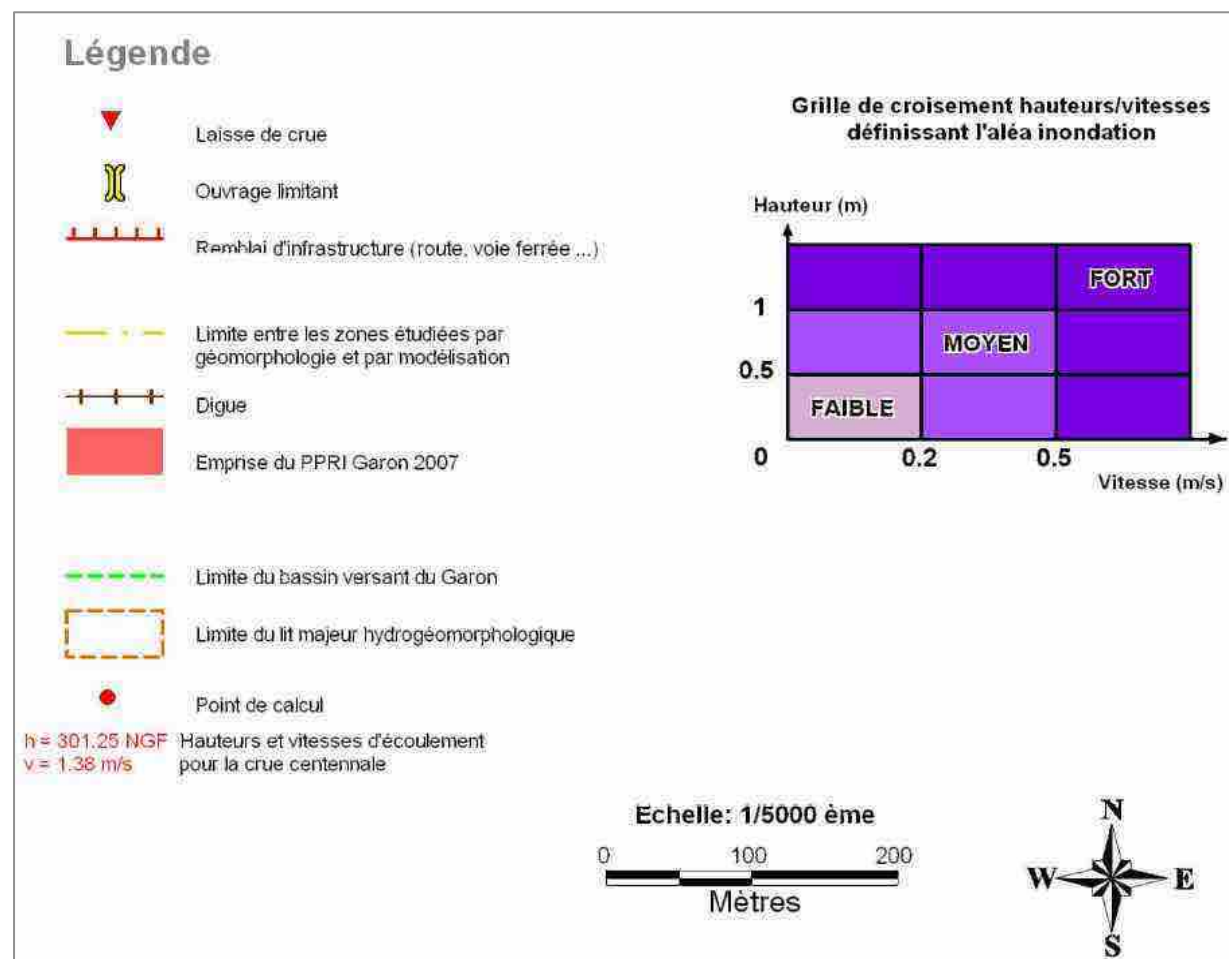 Légende
Laisse de crue
Ouvrage limitant
Remblai d'infrastructure (route, voie ferrée ...)
Limite entre les zones étudiées par
géomorphologie et par modélisation
Digue
Emprise du PPRI Garon 2007
Limite du bassin versant du Garon
Limite du lit majeur hydrogéomorphologique
Point de calcul
h = 301.25 NGF Hauteurs et vitesses d'écoulement
v = 1.38 m/s pour la crue centennale
Grille de croisement hauteurs/vitesses
définissant l'aléa inondation
Hauteur (m)
FORT
1
MOYEN
0.5
FAIBLE
0 0.2 0.5
Vitesse (m/s)
Echelle: 1/5000 ème
0 100 200
Mètres
N
W E
S